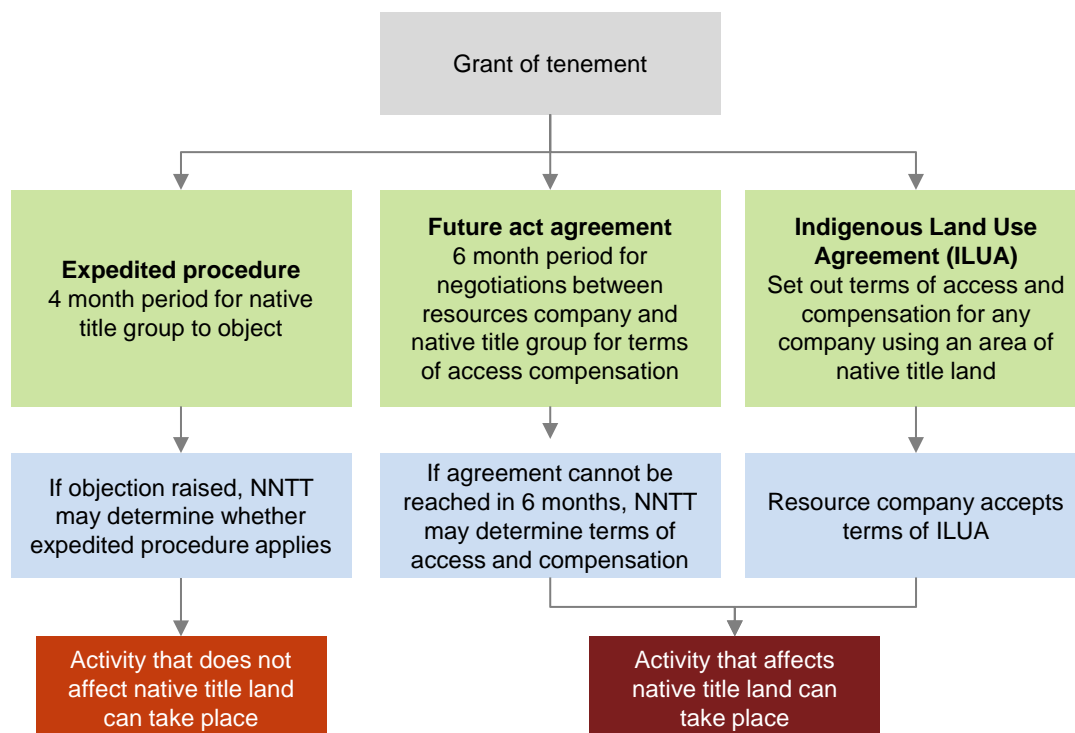 Grant of tenement
Expedited procedure
4 month period for native
title group to object
Future act agreement
6 month period for
negotiations between
resources company and
native title group for terms
of access compensation
Indigenous Land Use
Agreement (ILUA)
Set out terms of access and
compensation for any
company using an area of
native title land
If objection raised, NNTT
may determine whether
expedited procedure applies
If agreement cannot be
reached in 6 months, NNTT
may determine terms of
access and compensation
Resource company accepts
terms of ILUA
Activity that does not
affect native title land
can take place
Activity that affects
native title land can
take place